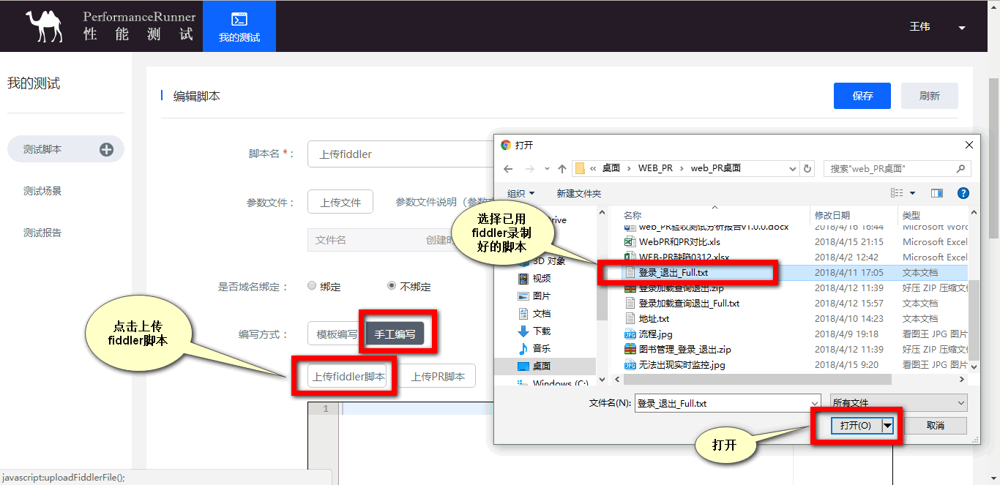 PerformanceRunner
性 能 测 试
我的测试
王伟
我的测试
测试脚本
测试场景
测试报告
编辑脚本
保存
刷新
脚本名 * :
上传fiddler
参数文件 :
上传文件
参数文件说明（参数
文件名
创建时
是否域名绑定 :
绑定
不绑定
编写方式 :
模板编写
手工编写
上传fiddler脚本
上传PR脚本
1
点击上传
fiddler脚本
选择已用
fiddler录制
好的脚本
打开
打开
« 桌面 › WEB_PR › web_PR桌面
搜索"web_PR桌面"
组织
新建文件夹
rive
3D 对象
视频
图片
文档
下载
音乐
桌面
Windows (C:)
名称
修改日期
类型
web_PR验收测试分析报告v1.0.0.docx
2018/4/16 16:44
Microsoft Word
WebPR和PR对比.xls
2018/4/15 21:15
Microsoft Excel
WEB-PR缺陷0312.xlsx
2018/4/2 12:42
Microsoft Excel
登录_退出_Full.txt
2018/4/11 17:05
文本文档
登录加载查询退出.zip
2018/4/12 11:39
好压 ZIP 压缩文
登录加载查询退出_Full.txt
2018/4/12 15:57
文本文档
地址.txt
2018/4/10 14:23
文本文档
流程.jpg
2018/4/9 19:18
看图王 JPG 图片
图书管理_登录_退出.zip
2018/4/12 11:39
好压 ZIP 压缩文
无法出现实时监控.jpg
2018/4/15 9:20
看图王 JPG 图片
文件名(N):
登录_退出_Full.txt
所有文件
打开(O)
取消
javascript:uploadFiddlerFile();